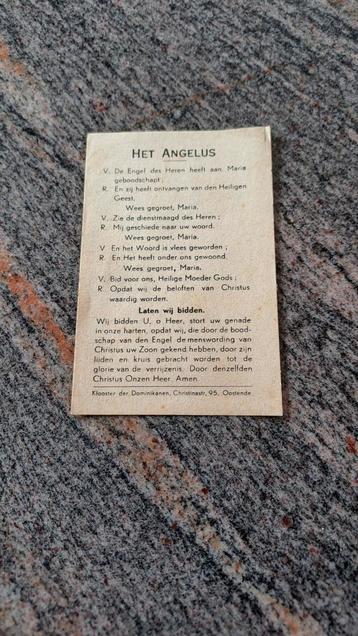 HET ANGELUS
V. De Engel des Heren heeft aan Maria
geboodschapt;
R. En zij heeft ontvangen van den Heiligen
Geest.
Wees gegroet, Maria.
V. Zie de dienstmaagd des Heren;
R. Mij geschiede naar uw woord.
Wees gegroet, Maria.
V En het Woord is vlees geworden;
R. En Het heeft onder ons gewoond.
Wees gegroet, Maria.
V. Bid voor ons, Heilige Moeder Gods;
R. Opdat wij de beloften van Christus
waardig worden.
Laten wij bidden.
Wij bidden U, o Heer, stort uw genade
in onze harten, opdat wij, die door de bood-
schap van den Engel de menswording van
Christus uw Zoon gekend hebben, door zijn
lijden en kruis gebracht worden tot de
glorie van de verrijzenis. Door denzelfden
Christus Onzen Heer. Amen.
Klooster der Dominikanen, Christinastr, 95, Oostende